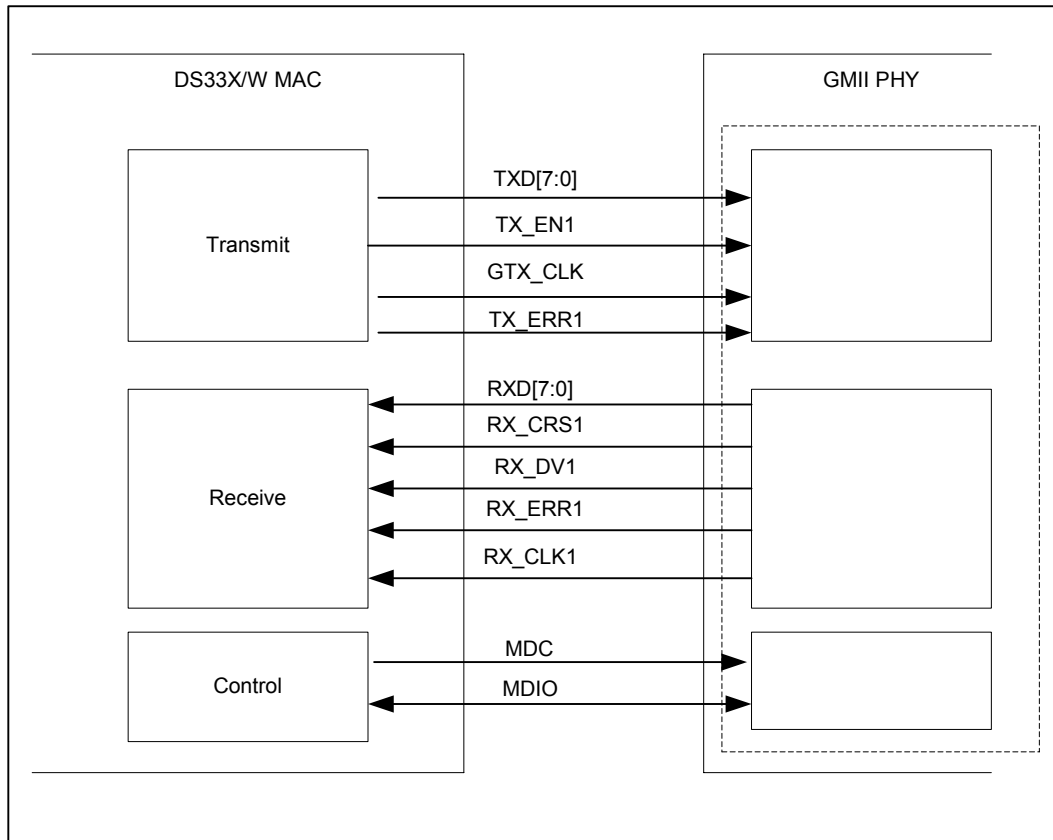 DS33X/W MAC
GMII PHY
Transmit
TXD[7:0]
TX_EN1
GTX_CLK
TX_ERR1
Receive
RXD[7:0]
RX_CRS1
RX_DV1
RX_ERR1
RX_CLK1
Control
MDC
MDIO